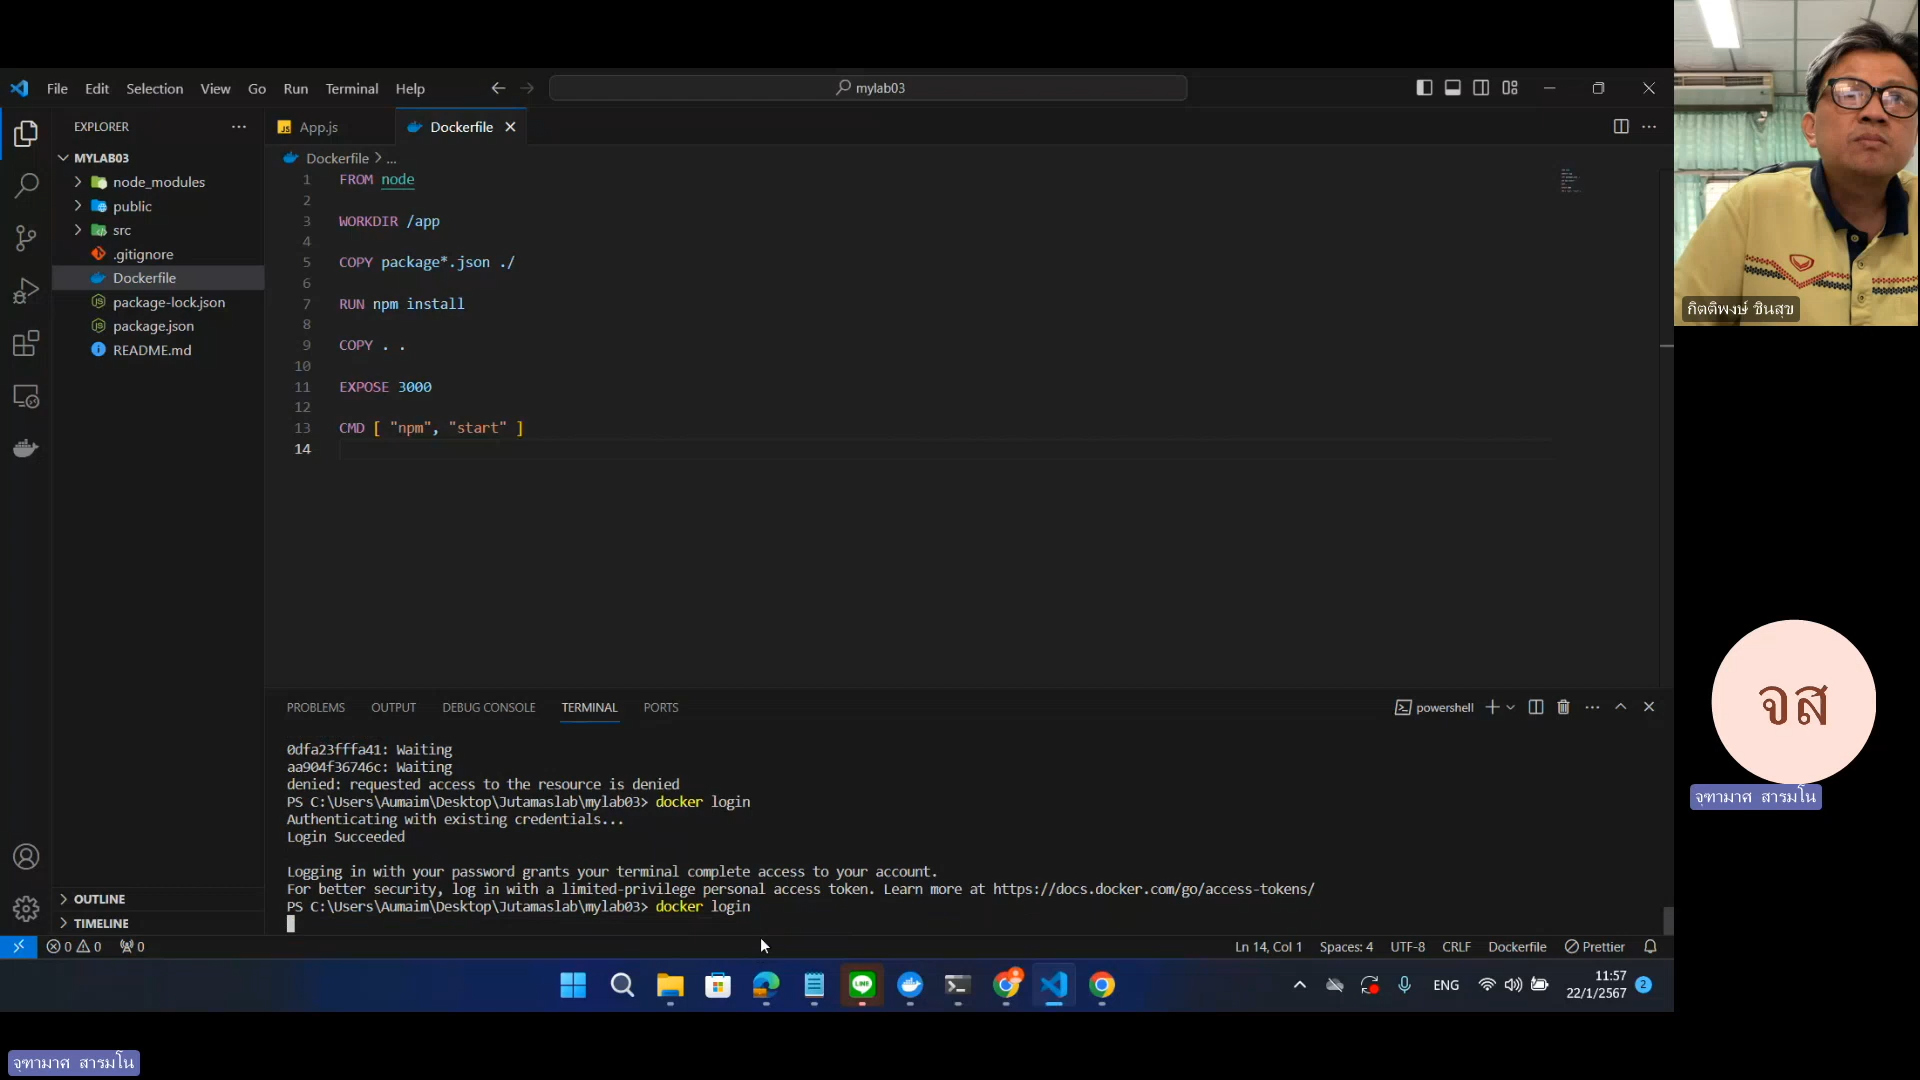 File Edit Selection View Go Run Terminal Help
mylab03
EXPLORER
App.js
Dockerfile
MYLAB03
node_modules
public
src
.gitignore
Dockerfile
package-lock.json
package.json
README.md
OUTLINE
TIMELINE
Dockerfile > ...
1 FROM node
2
3 WORKDIR /app
4
5 COPY package*.json ./
6
7 RUN npm install
8
9 COPY . .
10
11 EXPOSE 3000
12
13 CMD [ "npm", "start" ]
14
PROBLEMS OUTPUT DEBUG CONSOLE TERMINAL PORTS
powershell
0dfa23fffa41: Waiting
aa904f36746c: Waiting
denied: requested access to the resource is denied
PS C:\Users\Aumaim\Desktop\Jutamaslab\mylab03> docker login
Authenticating with existing credentials...
Login Succeeded
Logging in with your password grants your terminal complete access to your account.
For better security, log in with a limited-privilege personal access token. Learn more at https://docs.docker.com/go/access-tokens/
PS C:\Users\Aumaim\Desktop\Jutamaslab\mylab03> docker login
0 0 0
Ln 14, Col 1 Spaces: 4 UTF-8 CRLF Dockerfile Prettier
LINE
ENG
11:57
22/1/2567
2
กิตติพงษ์ ชินสุข
จส
จุฑามาศ สารมโน
จุฑามาศ สารมโน